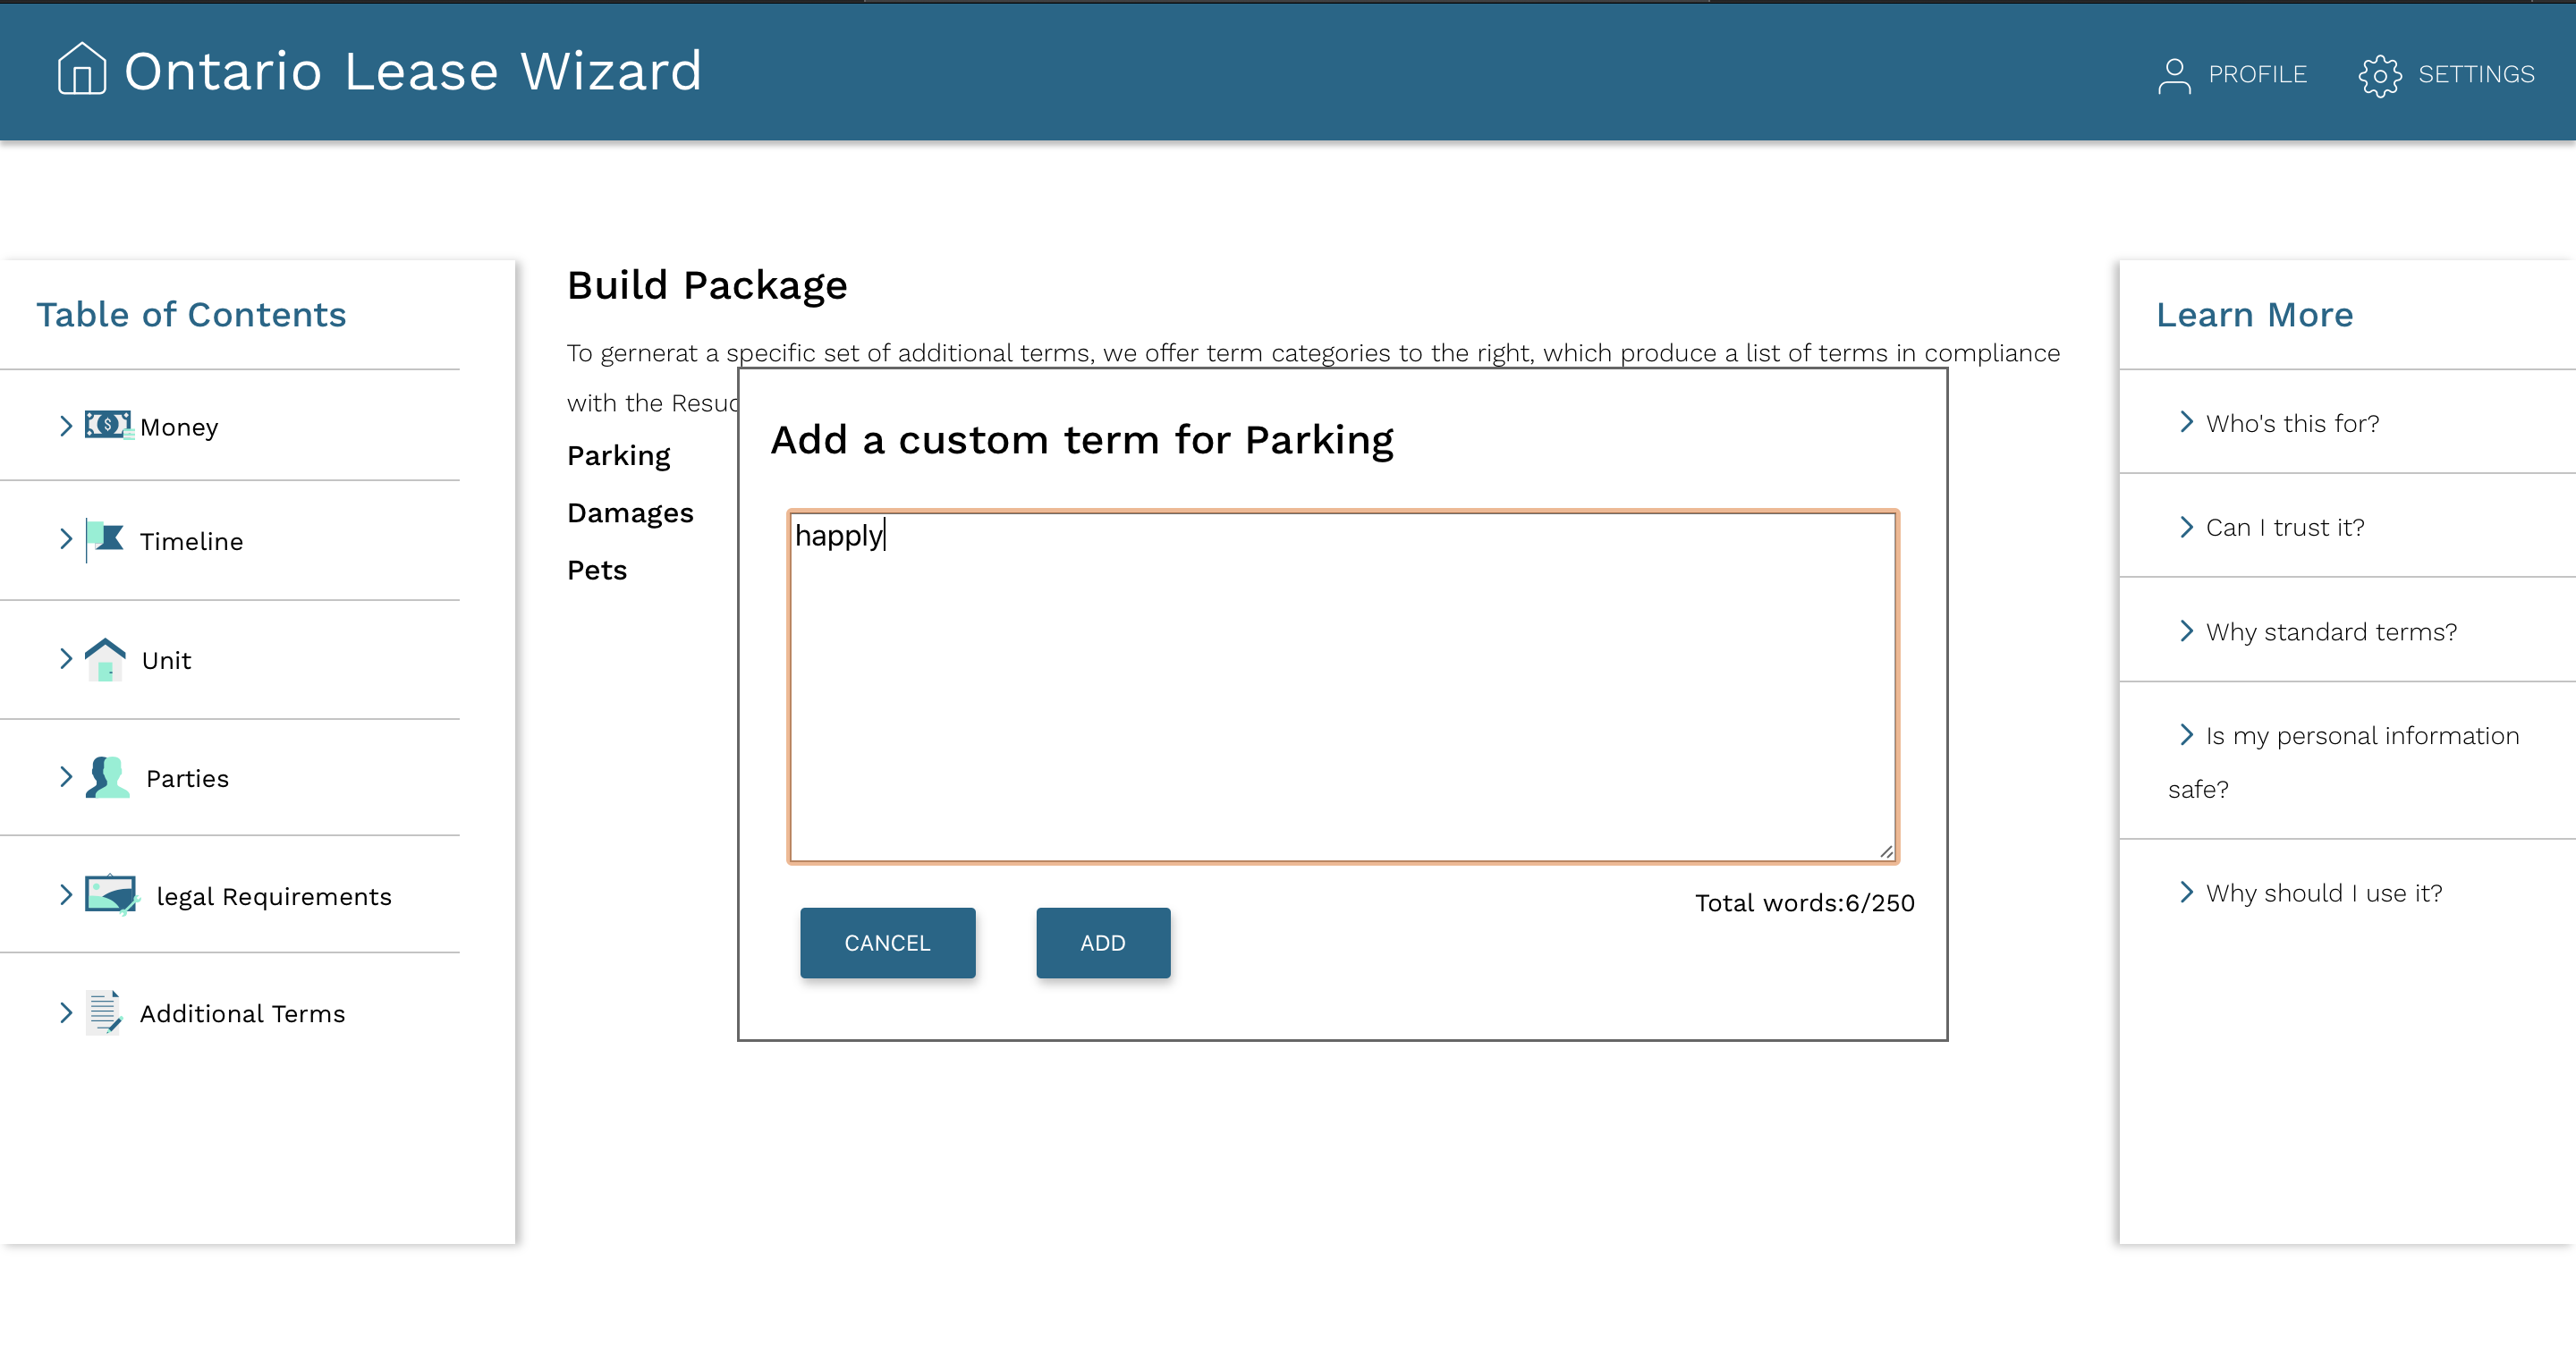 Ontario Lease Wizard
PROFILE
SETTINGS
Table of Contents
Money
Timeline
Unit
Parties
legal Requirements
Additional Terms
Build Package
To gernerat a specific set of additional terms, we offer term categories to the right, which produce a list of terms in compliance
with the
Parking
Damages
Pets
Add a custom term for Parking
happly
Total words:6/250
CANCEL
ADD
Learn More
Who's this for?
Can I trust it?
Why standard terms?
Is my personal information
safe?
Why should I use it?